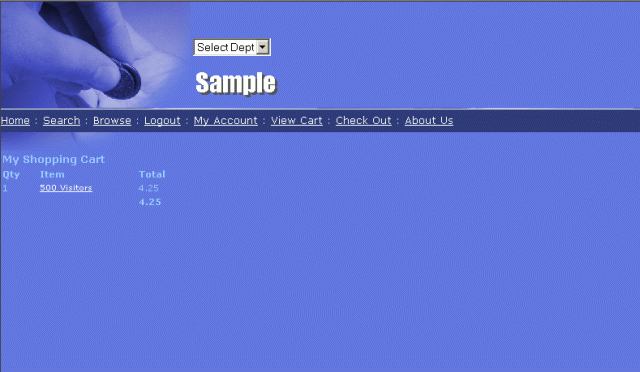 Select Dept
Sample
Home : Search : Browse : Logout : My Account : View Cart : Check Out : About Us
My Shopping Cart
Qty Item Total
1 500 Visitors 4.25
4.25